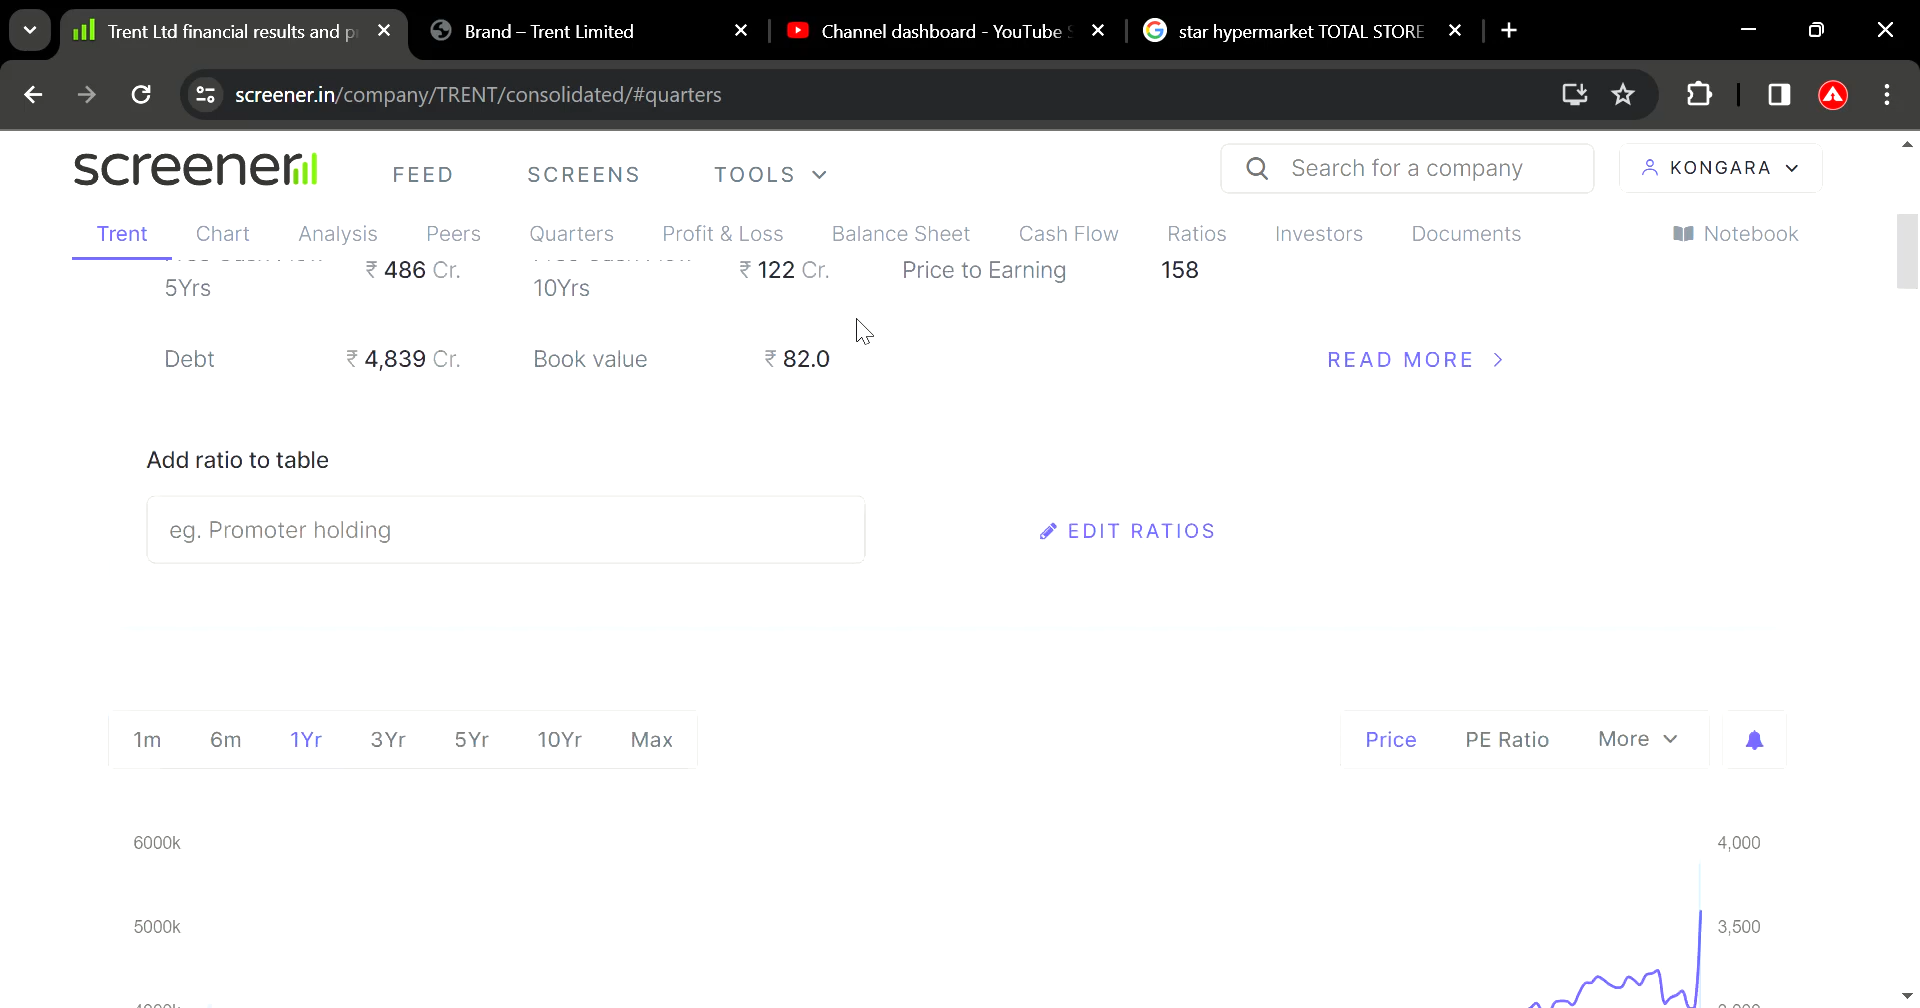 Trent Ltd financial results and p
Brand – Trent Limited
Channel dashboard - YouTube
star hypermarket TOTAL STORE
screener.in/company/TRENT/consolidated/#quarters
screener
FEED
SCREENS
TOOLS
Search for a company
KONGARA
Trent
Chart
Analysis
Peers
Quarters
Profit & Loss
Balance Sheet
Cash Flow
Ratios
Investors
Documents
Notebook
5Yrs
₹ 486 Cr.
10Yrs
₹ 122 Cr.
Price to Earning
158
Debt
₹ 4,839 Cr.
Book value
₹ 82.0
READ MORE
Add ratio to table
eg. Promoter holding
EDIT RATIOS
1m
6m
1Yr
3Yr
5Yr
10Yr
Max
Price
PE Ratio
More
6000k
4,000
5000k
3,500